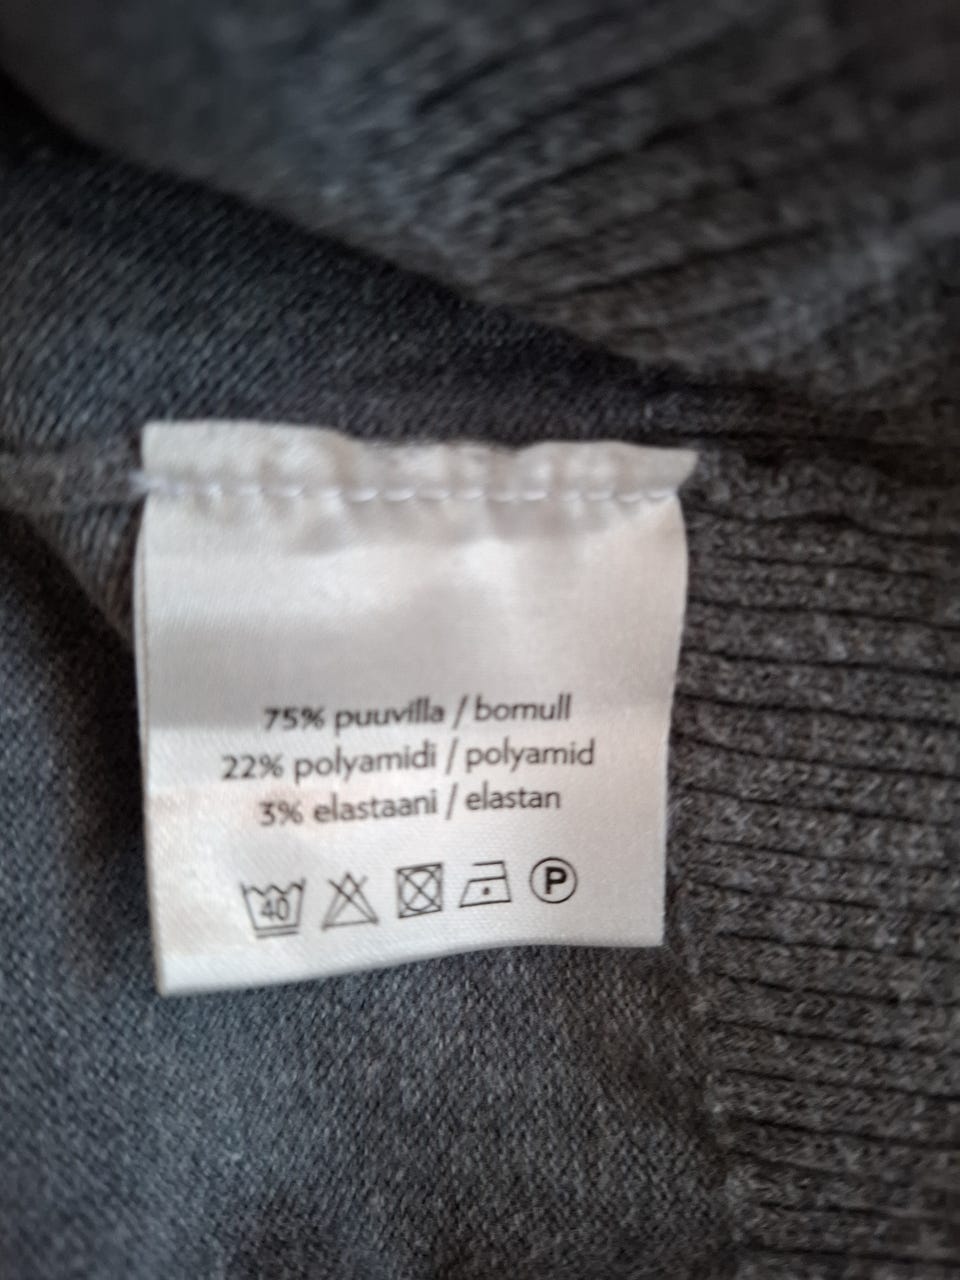 75% puuvilla / bomull
22% polyamidi / polyamid
3% elastaani / elastan
40 P